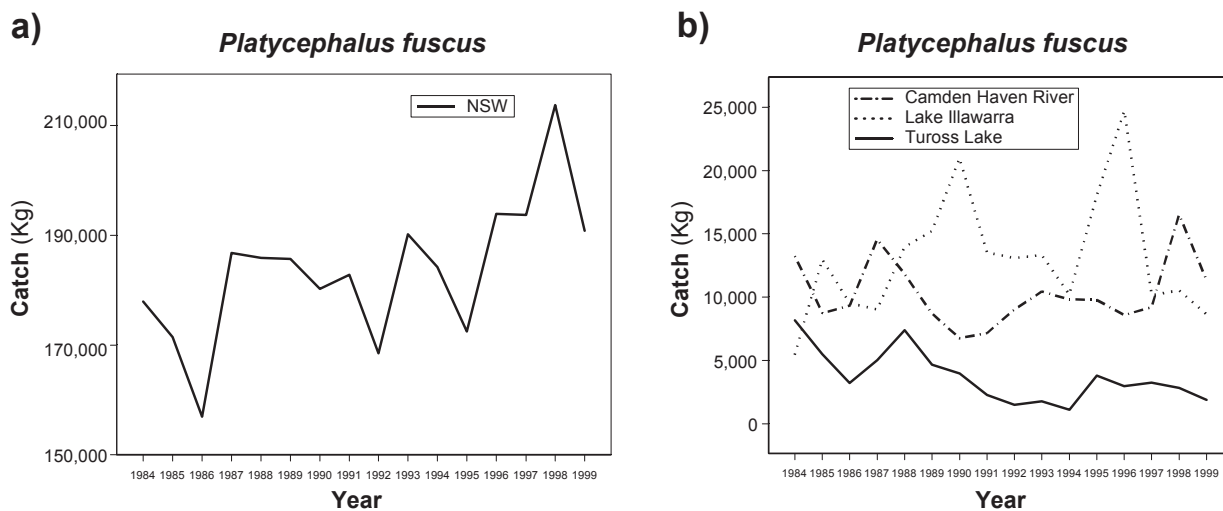 a)
Platycephalus fuscus
NSW
210,000
190,000
170,000
150,000
Catch (Kg)
1984 1985 1986 1987 1988 1989 1990 1991 1992 1993 1994 1995 1996 1997 1998 1999
Year
b)
Platycephalus fuscus
Camden Haven River
Lake Illawarra
Tuross Lake
25,000
20,000
15,000
10,000
5,000
0
Catch (Kg)
1984 1985 1986 1987 1988 1989 1990 1991 1992 1993 1994 1995 1996 1997 1998 1999
Year